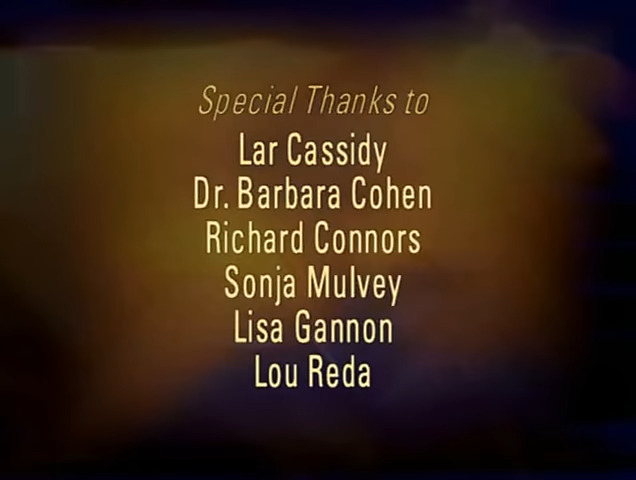 Special Thanks to
Lar Cassidy
Dr. Barbara Cohen
Richard Connors
Sonja Mulvey
Lisa Gannon
Lou Reda